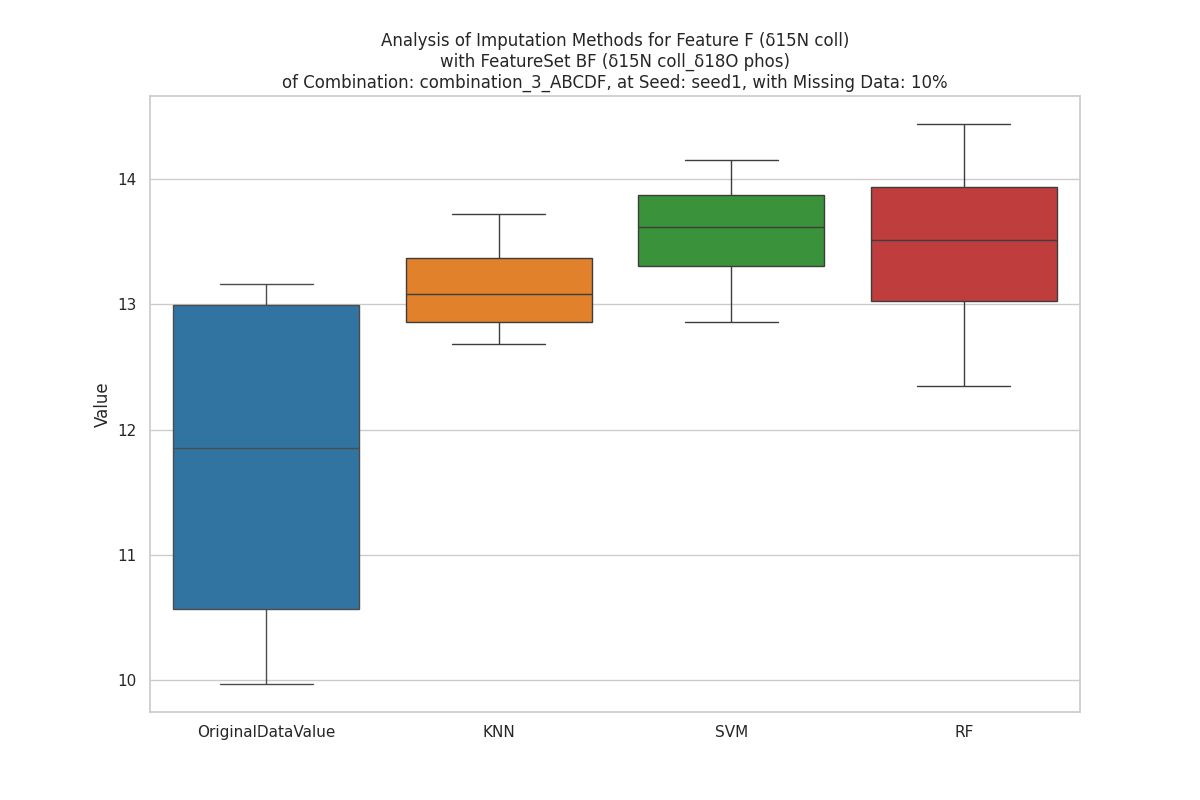 Analysis of Imputation Methods for Feature F (δ15N coll)
with FeatureSet BF (δ15N coll_δ18O phos)
of Combination: combination_3_ABCDF, at Seed: seed1, with Missing Data: 10%
14
13
12
11
10
Value
OriginalDataValue KNN SVM RF